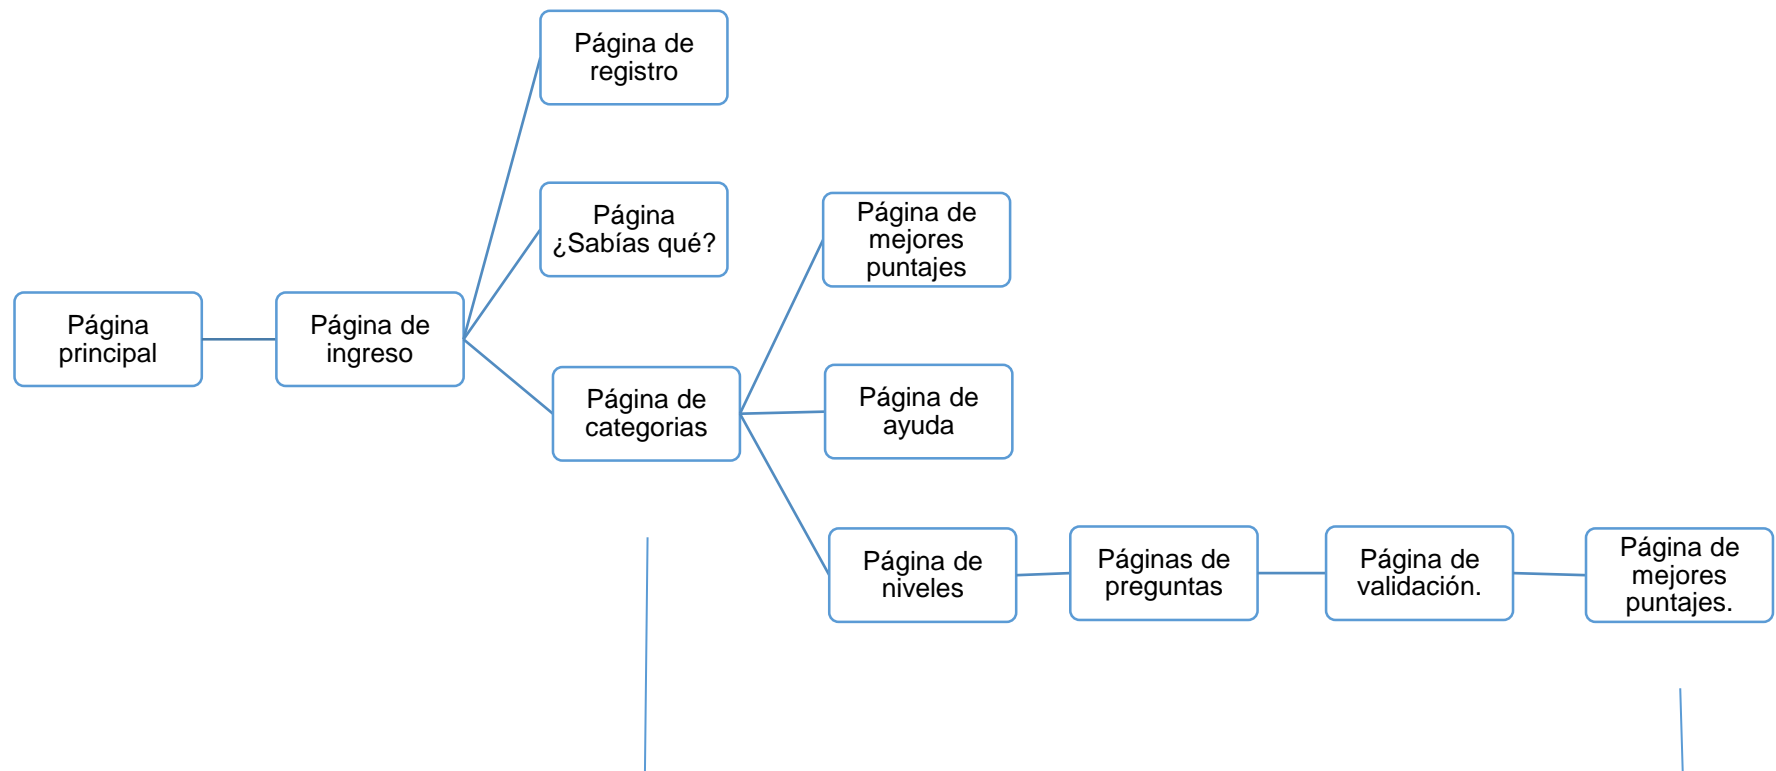 Página de
registro
Página
¿Sabías qué?
Página de
mejores
puntajes
Página
principal
Página de
ingreso
Página de
categorias
Página de
ayuda
Página de
niveles
Páginas de
preguntas
Página de
validación.
Página de
mejores
puntajes.